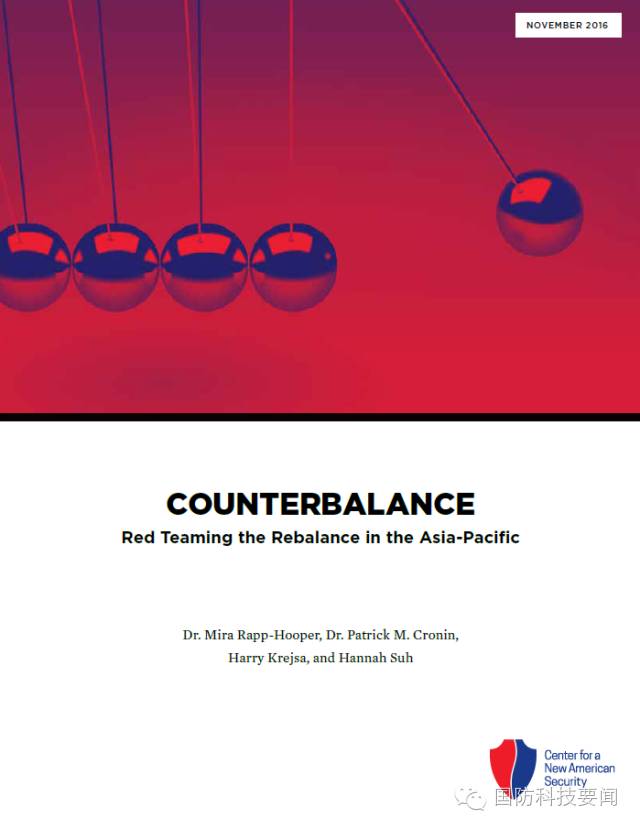 NOVEMBER 2016
COUNTERBALANCE
Red Teaming the Rebalance in the Asia-Pacific
Dr. Mira Rapp-Hooper, Dr. Patrick M. Cronin,
Harry Krejsa, and Hannah Suh
Center for a
New American
Security
国防科技要闻